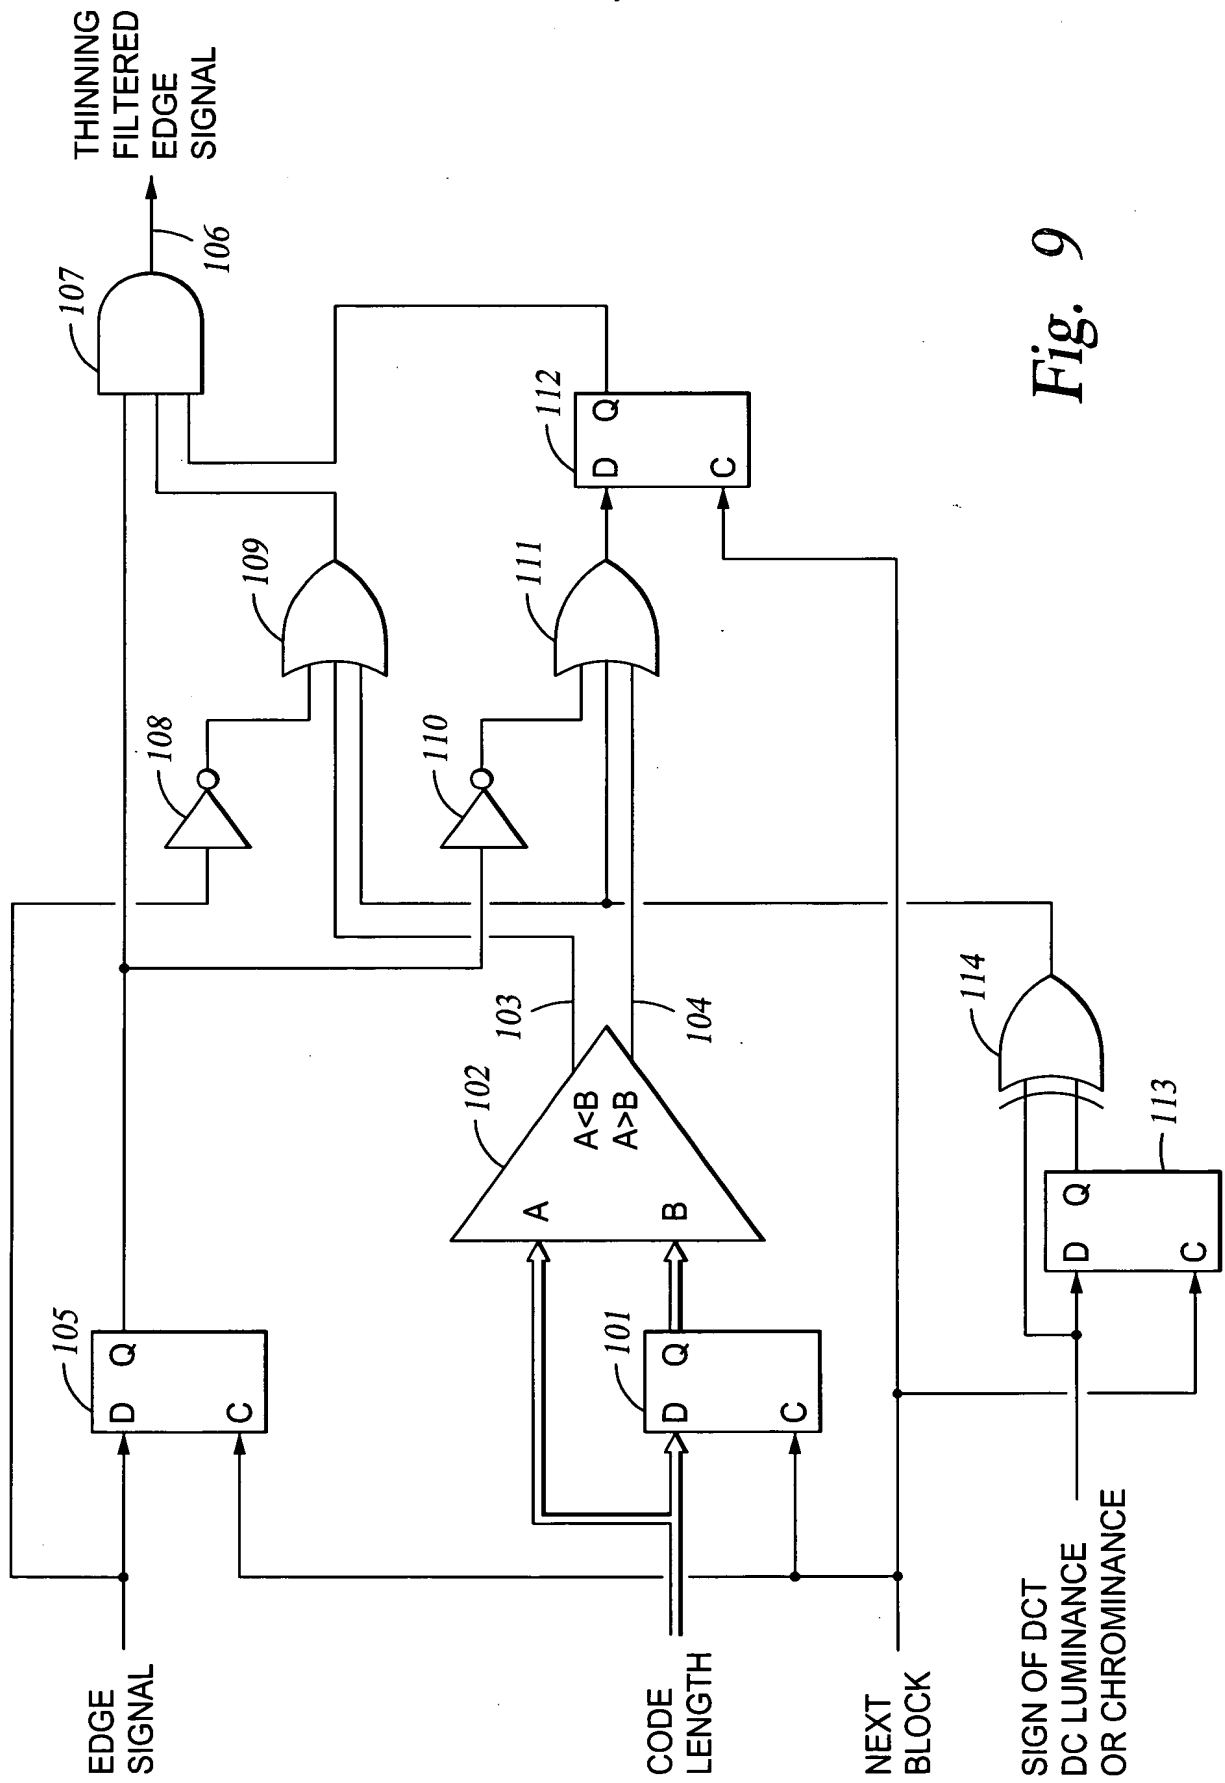 THINNING
FILTERED
EDGE
SIGNAL
106
107
109
108
112
D Q
C
111
110
103
104
102
A<B
A>B
A
B
114
113
D Q
C
105
D Q
C
101
D Q
C
EDGE
SIGNAL
CODE
LENGTH
NEXT
BLOCK
SIGN OF DCT
DC LUMINANCE
OR CHROMINANCE
Fig. 9